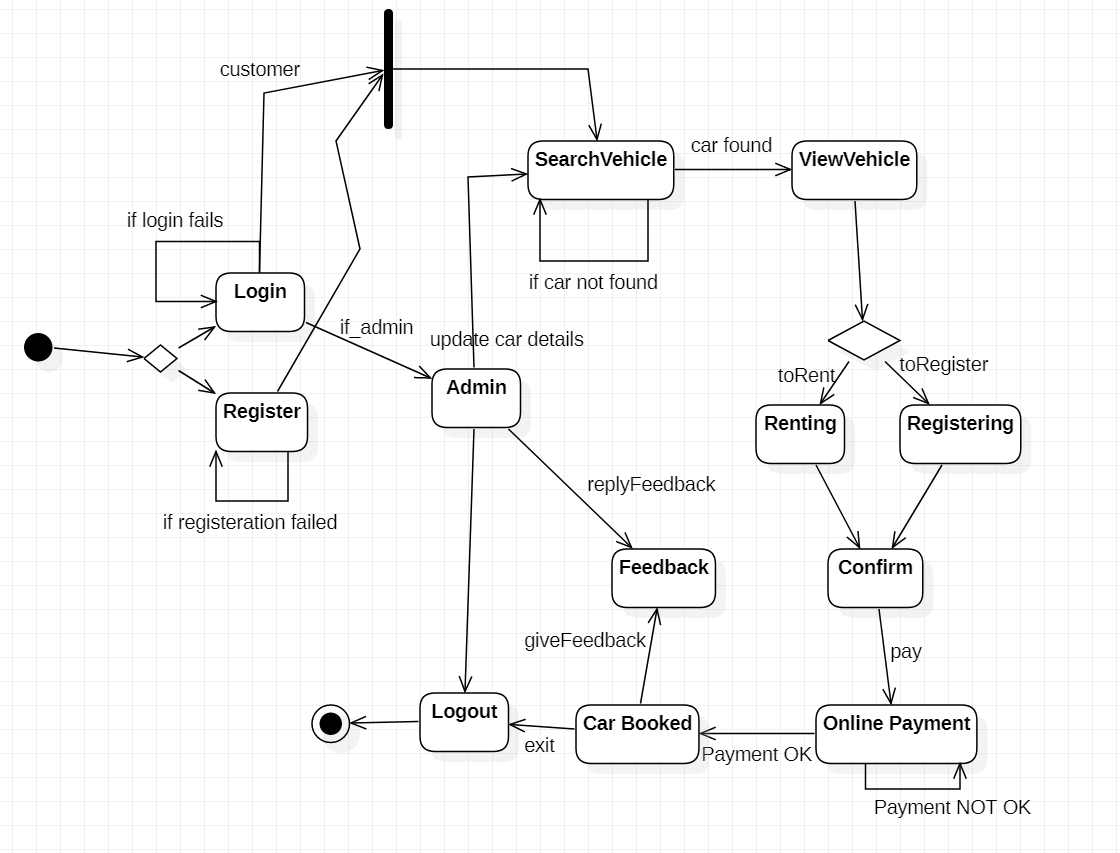 customer
SearchVehicle
car found
ViewVehicle
if login fails
if car not found
Login
if_admin
update car details
toRent
toRegister
Admin
Register
Renting
Registering
replyFeedback
if registeration failed
Feedback
Confirm
giveFeedback
pay
Logout
Car Booked
Online Payment
exit
Payment OK
Payment NOT OK